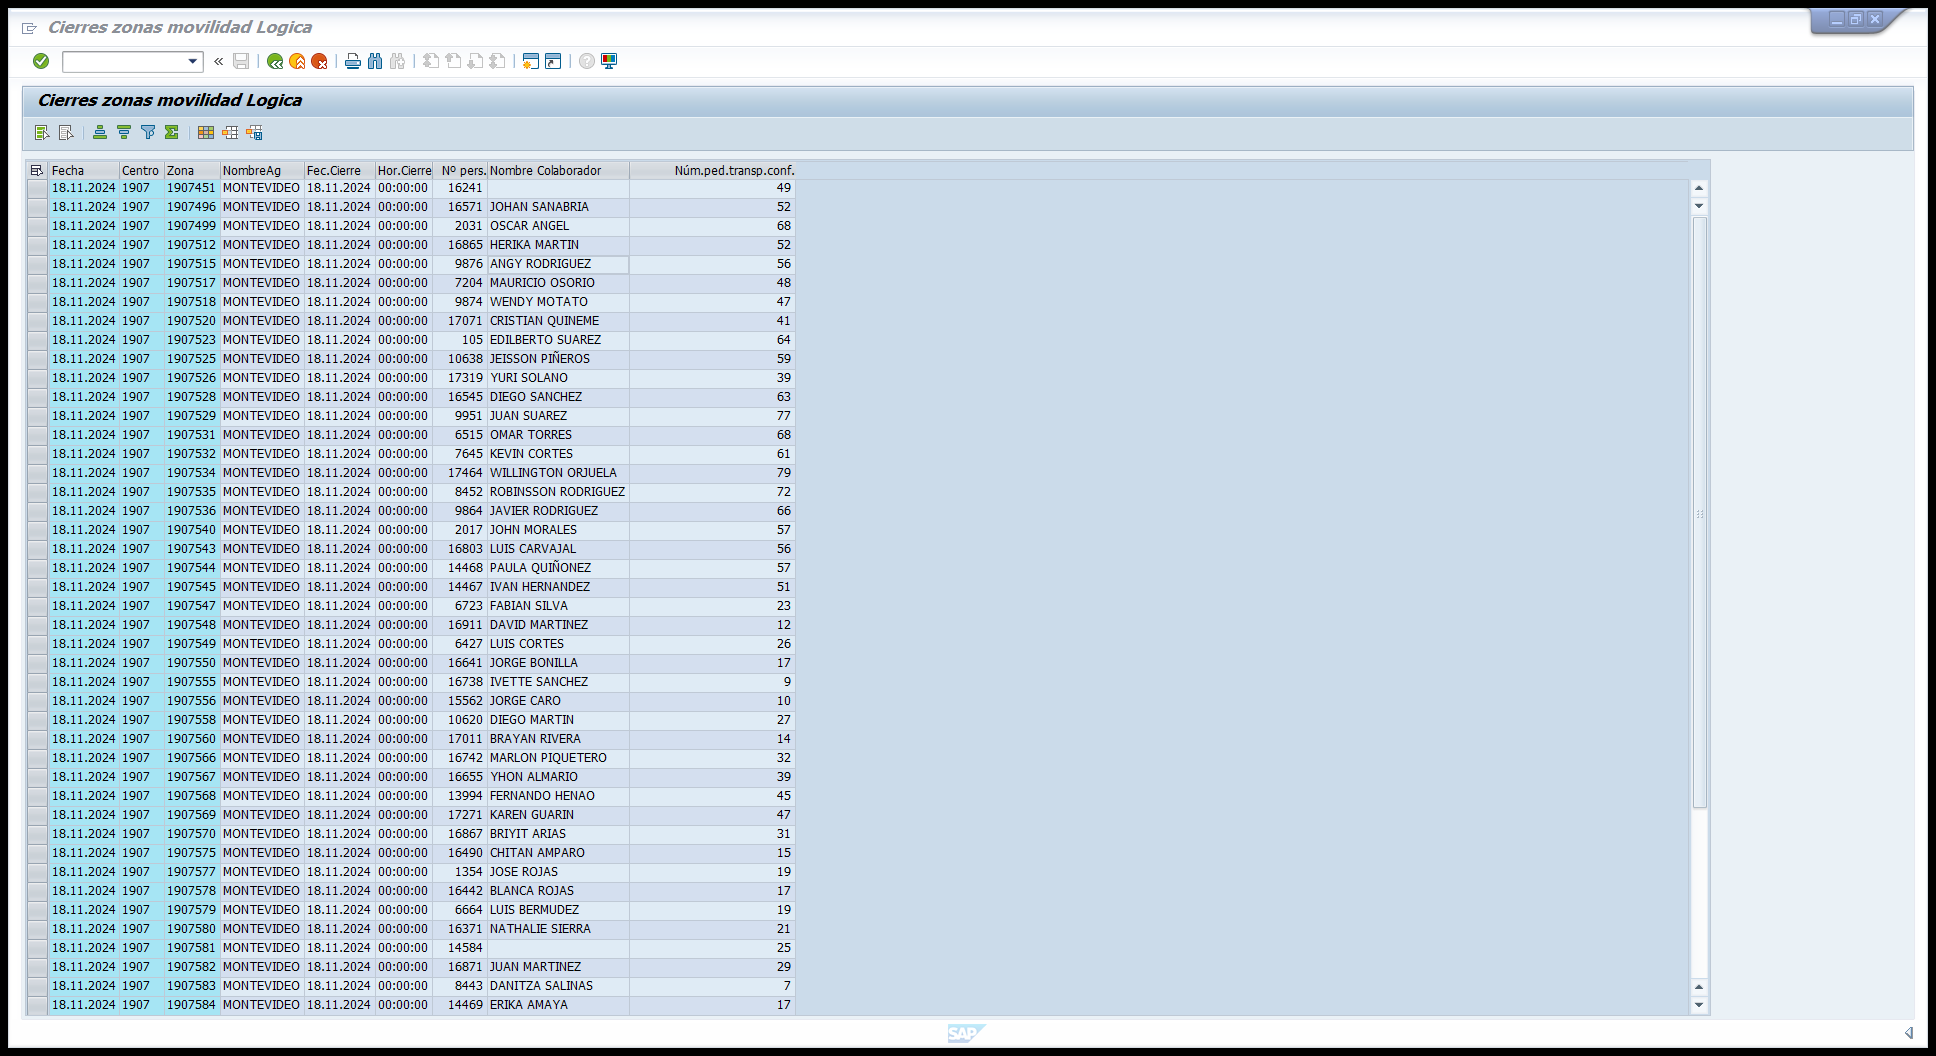 Cierres zonas movilidad Logica
Cierres zonas movilidad Logica
Fecha Centro Zona NombreAg Fec.Cierre Hor.Cierre Nº pers. Nombre Colaborador Núm.ped.transp.conf.
18.11.2024 1907 1907451 MONTEVIDEO 18.11.2024 00:00:00 16241 49
18.11.2024 1907 1907496 MONTEVIDEO 18.11.2024 00:00:00 16571 JOHAN SANABRIA 52
18.11.2024 1907 1907499 MONTEVIDEO 18.11.2024 00:00:00 2031 OSCAR ANGEL 68
18.11.2024 1907 1907512 MONTEVIDEO 18.11.2024 00:00:00 16865 HERIKA MARTIN 52
18.11.2024 1907 1907515 MONTEVIDEO 18.11.2024 00:00:00 9876 ANGY RODRIGUEZ 56
18.11.2024 1907 1907517 MONTEVIDEO 18.11.2024 00:00:00 7204 MAURICIO OSORIO 48
18.11.2024 1907 1907518 MONTEVIDEO 18.11.2024 00:00:00 9874 WENDY MOTATO 47
18.11.2024 1907 1907520 MONTEVIDEO 18.11.2024 00:00:00 17071 CRISTIAN QUINEME 41
18.11.2024 1907 1907523 MONTEVIDEO 18.11.2024 00:00:00 105 EDILBERTO SUAREZ 64
18.11.2024 1907 1907525 MONTEVIDEO 18.11.2024 00:00:00 10638 JEISSON PIÑEROS 59
18.11.2024 1907 1907526 MONTEVIDEO 18.11.2024 00:00:00 17319 YURI SOLANO 39
18.11.2024 1907 1907528 MONTEVIDEO 18.11.2024 00:00:00 16545 DIEGO SANCHEZ 63
18.11.2024 1907 1907529 MONTEVIDEO 18.11.2024 00:00:00 9951 JUAN SUAREZ 77
18.11.2024 1907 1907531 MONTEVIDEO 18.11.2024 00:00:00 6515 OMAR TORRES 68
18.11.2024 1907 1907532 MONTEVIDEO 18.11.2024 00:00:00 7645 KEVIN CORTES 61
18.11.2024 1907 1907534 MONTEVIDEO 18.11.2024 00:00:00 17464 WILLINGTON ORJUELA 79
18.11.2024 1907 1907535 MONTEVIDEO 18.11.2024 00:00:00 8452 ROBINSSON RODRIGUEZ 72
18.11.2024 1907 1907536 MONTEVIDEO 18.11.2024 00:00:00 9864 JAVIER RODRIGUEZ 66
18.11.2024 1907 1907540 MONTEVIDEO 18.11.2024 00:00:00 2017 JOHN MORALES 57
18.11.2024 1907 1907543 MONTEVIDEO 18.11.2024 00:00:00 16803 LUIS CARVAJAL 56
18.11.2024 1907 1907544 MONTEVIDEO 18.11.2024 00:00:00 14468 PAULA QUIÑONEZ 57
18.11.2024 1907 1907545 MONTEVIDEO 18.11.2024 00:00:00 14467 IVAN HERNANDEZ 51
18.11.2024 1907 1907547 MONTEVIDEO 18.11.2024 00:00:00 6723 FABIAN SILVA 23
18.11.2024 1907 1907548 MONTEVIDEO 18.11.2024 00:00:00 16911 DAVID MARTINEZ 12
18.11.2024 1907 1907549 MONTEVIDEO 18.11.2024 00:00:00 6427 LUIS CORTES 26
18.11.2024 1907 1907550 MONTEVIDEO 18.11.2024 00:00:00 16641 JORGE BONILLA 17
18.11.2024 1907 1907555 MONTEVIDEO 18.11.2024 00:00:00 16738 IVETTE SANCHEZ 9
18.11.2024 1907 1907556 MONTEVIDEO 18.11.2024 00:00:00 15562 JORGE CARO 10
18.11.2024 1907 1907558 MONTEVIDEO 18.11.2024 00:00:00 10620 DIEGO MARTIN 27
18.11.2024 1907 1907560 MONTEVIDEO 18.11.2024 00:00:00 17011 BRAYAN RIVERA 14
18.11.2024 1907 1907566 MONTEVIDEO 18.11.2024 00:00:00 16742 MARLON PIQUETERO 32
18.11.2024 1907 1907567 MONTEVIDEO 18.11.2024 00:00:00 16655 YHON ALMARIO 39
18.11.2024 1907 1907568 MONTEVIDEO 18.11.2024 00:00:00 13994 FERNANDO HENAO 45
18.11.2024 1907 1907569 MONTEVIDEO 18.11.2024 00:00:00 17271 KAREN GUARIN 47
18.11.2024 1907 1907570 MONTEVIDEO 18.11.2024 00:00:00 16867 BRIYIT ARIAS 31
18.11.2024 1907 1907575 MONTEVIDEO 18.11.2024 00:00:00 16490 CHITAN AMPARO 15
18.11.2024 1907 1907577 MONTEVIDEO 18.11.2024 00:00:00 1354 JOSE ROJAS 19
18.11.2024 1907 1907578 MONTEVIDEO 18.11.2024 00:00:00 16442 BLANCA ROJAS 17
18.11.2024 1907 1907579 MONTEVIDEO 18.11.2024 00:00:00 6664 LUIS BERMUDEZ 19
18.11.2024 1907 1907580 MONTEVIDEO 18.11.2024 00:00:00 16371 NATHALIE SIERRA 21
18.11.2024 1907 1907581 MONTEVIDEO 18.11.2024 00:00:00 14584 25
18.11.2024 1907 1907582 MONTEVIDEO 18.11.2024 00:00:00 16871 JUAN MARTINEZ 29
18.11.2024 1907 1907583 MONTEVIDEO 18.11.2024 00:00:00 8443 DANITZA SALINAS 7
18.11.2024 1907 1907584 MONTEVIDEO 18.11.2024 00:00:00 14469 ERIKA AMAYA 17
SAP